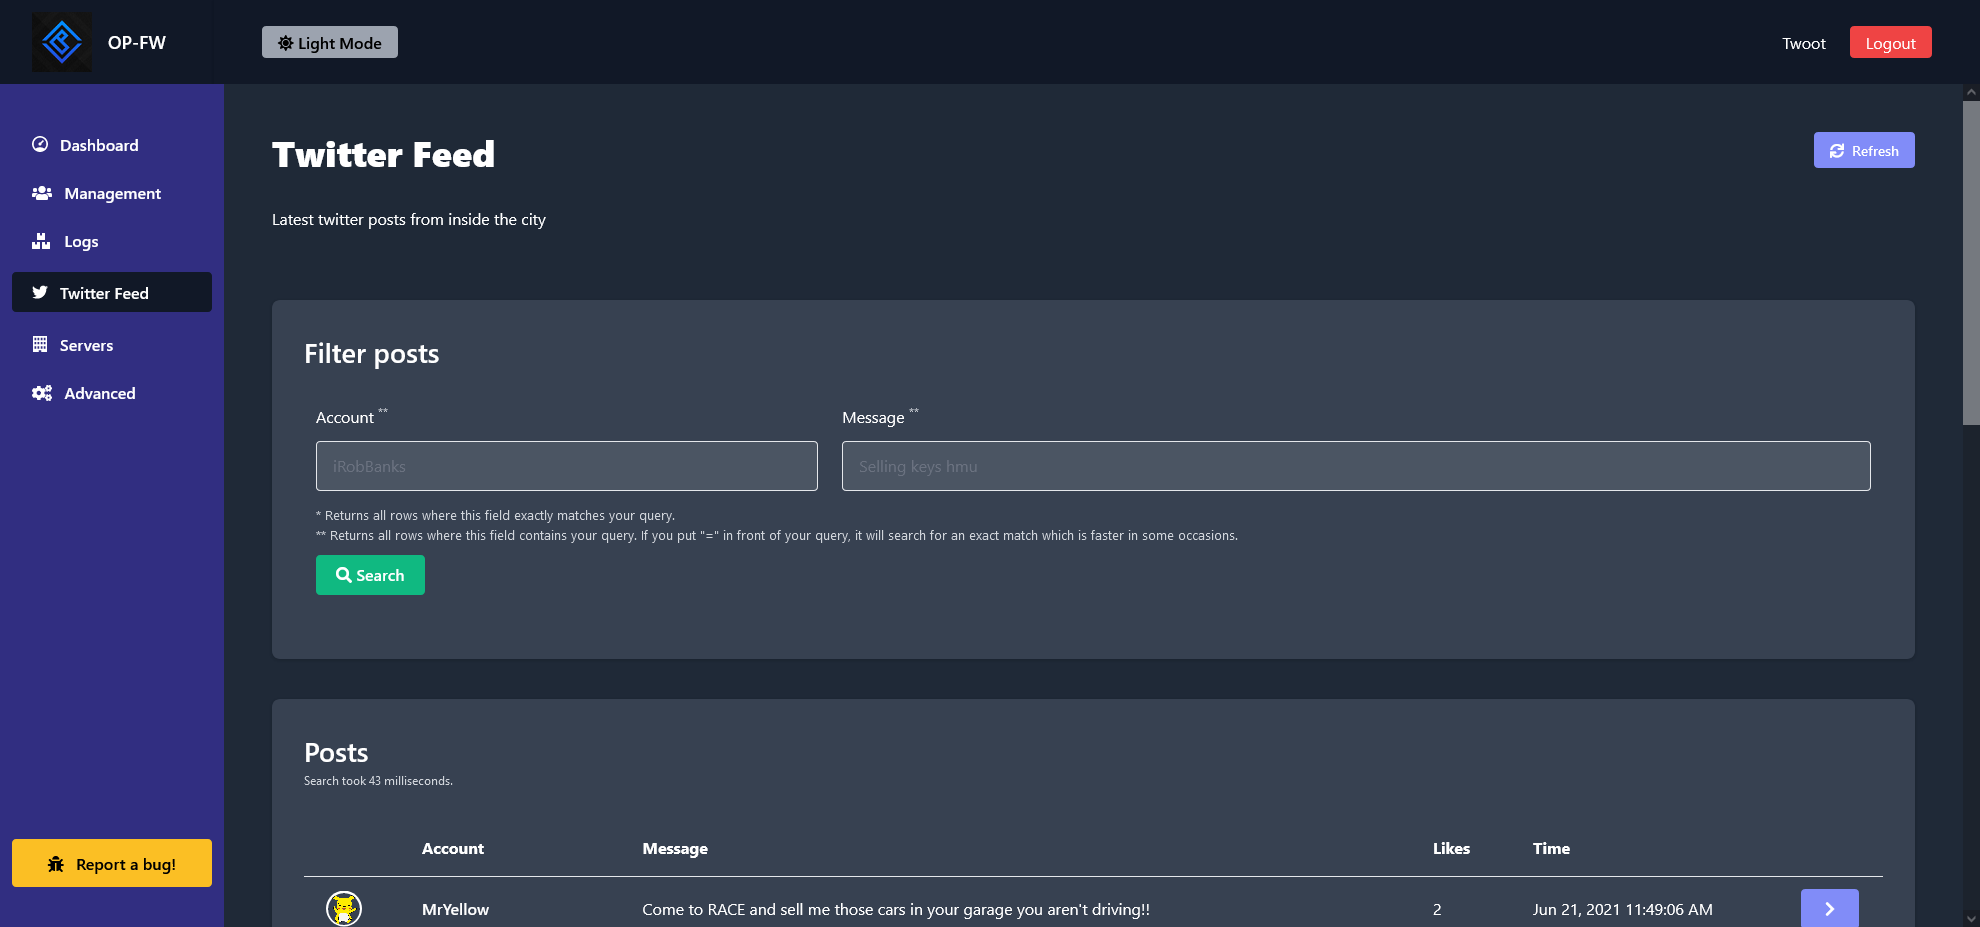 OP-FW
Light Mode
Twoot
Logout
Dashboard
Management
Logs
Twitter Feed
Servers
Advanced
Report a bug!
Twitter Feed
Refresh
Latest twitter posts from inside the city
Filter posts
Account **
Message **
iRobBanks
Selling keys hmu
* Returns all rows where this field exactly matches your query.
** Returns all rows where this field contains your query. If you put "=" in front of your query, it will search for an exact match which is faster in some occasions.
Search
Posts
Search took 43 milliseconds.
Account Message Likes Time
MrYellow Come to RACE and sell me those cars in your garage you aren't driving!! 2 Jun 21, 2021 11:49:06 AM